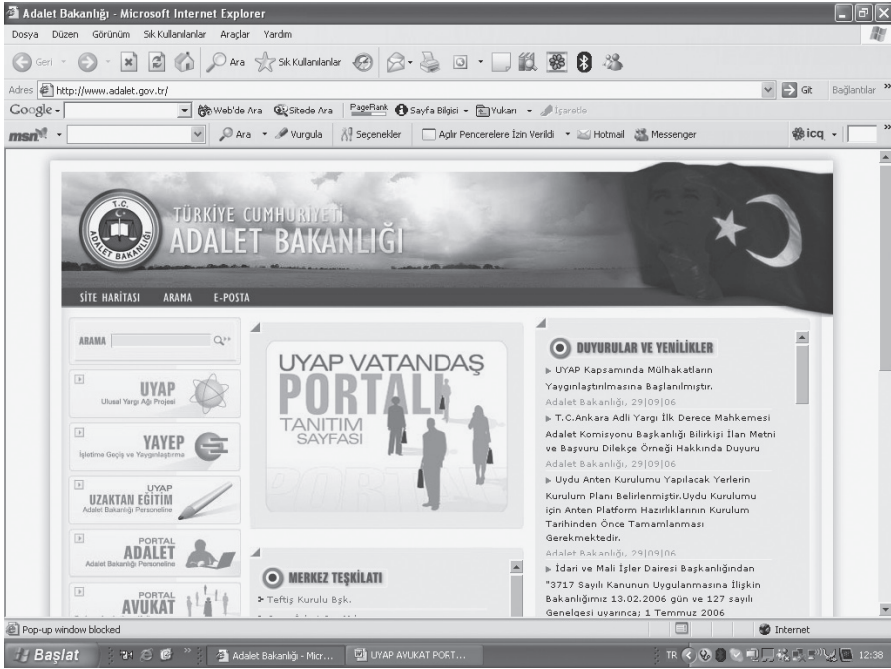 Adalet Bakanlığı - Microsoft Internet Explorer
Dosya Düzen Görünüm Sık Kullanılanlar Araçlar Yardım
Geri Ara Sık Kullanılanlar
Adres http://www.adalet.gov.tr/ Git Bağlantılar
Google Web'de Ara Sitede Ara PageRank Sayfa Bilgisi Yukarı İşaretle
msn Ara Vurgula Seçenekler Açılır Pencerelere İzin Verildi Hotmail Messenger icq
T.C.
ADALET BAKANLIĞI
TÜRKİYE CUMHURİYETİ
ADALET BAKANLIĞI
SİTE HARİTASI ARAMA E-POSTA
ARAMA
UYAP
Ulusal Yargı Ağı Projesi
YAYEP
İşletime Geçiş ve Yaygınlaştırma
UYAP
UZAKTAN EĞİTİM
Adalet Bakanlığı Personeline
PORTAL
ADALET
Adalet Bakanlığı Personeline
PORTAL
AVUKAT
UYAP VATANDAŞ
PORTALI
TANITIM
SAYFASI
MERKEZ TEŞKİLATI
Teftiş Kurulu Bşk.
DUYURULAR VE YENİLİKLER
UYAP Kapsamında Mülhakatların
Yaygınlaştırılmasına Başlanılmıştır.
Adalet Bakanlığı, 29|09|06
T.C.Ankara Adli Yargı İlk Derece Mahkemesi
Adalet Komisyonu Başkanlığı Bilirkişi İlan Metni
ve Başvuru Dilekçe Örneği Hakkında Duyuru
Adalet Bakanlığı, 29|09|06
Uydu Anten Kurulumu Yapılacak Yerlerin
Kurulum Planı Belirlenmiştir.Uydu Kurulumu
için Anten Platform Hazırlıklarının Kurulum
Tarihinden Önce Tamamlanması
Gerekmektedir.
Adalet Bakanlığı, 29|09|06
İdari ve Mali İşler Dairesi Başkanlığından
"3717 Sayılı Kanunun Uygulanmasına İlişkin
Bakanlığımız 13.02.2006 gün ve 127 sayılı
Genelgesi uyarınca; 1 Temmuz 2006
Pop-up window blocked Internet
Başlat Adalet Bakanlığı - Micr... UYAP AVUKAT PORT... TR 12:38